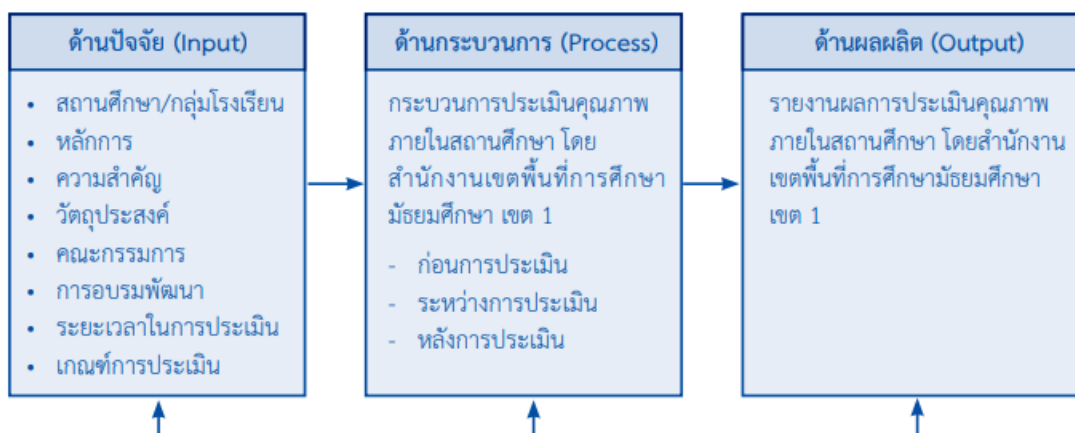 ด้านปัจจัย (Input)
• สถานศึกษา/กลุ่มโรงเรียน
• หลักการ
• ความสำคัญ
• วัตถุประสงค์
• คณะกรรมการ
• การอบรมพัฒนา
• ระยะเวลาในการประเมิน
• เกณฑ์การประเมิน
ด้านกระบวนการ (Process)
กระบวนการประเมินคุณภาพ
ภายในสถานศึกษา โดย
สำนักงานเขตพื้นที่การศึกษา
มัธยมศึกษา เขต 1
- ก่อนการประเมิน
- ระหว่างการประเมิน
- หลังการประเมิน
ด้านผลผลิต (Output)
รายงานผลการประเมินคุณภาพ
ภายในสถานศึกษา โดยสำนักงาน
เขตพื้นที่การศึกษามัธยมศึกษา
เขต 1